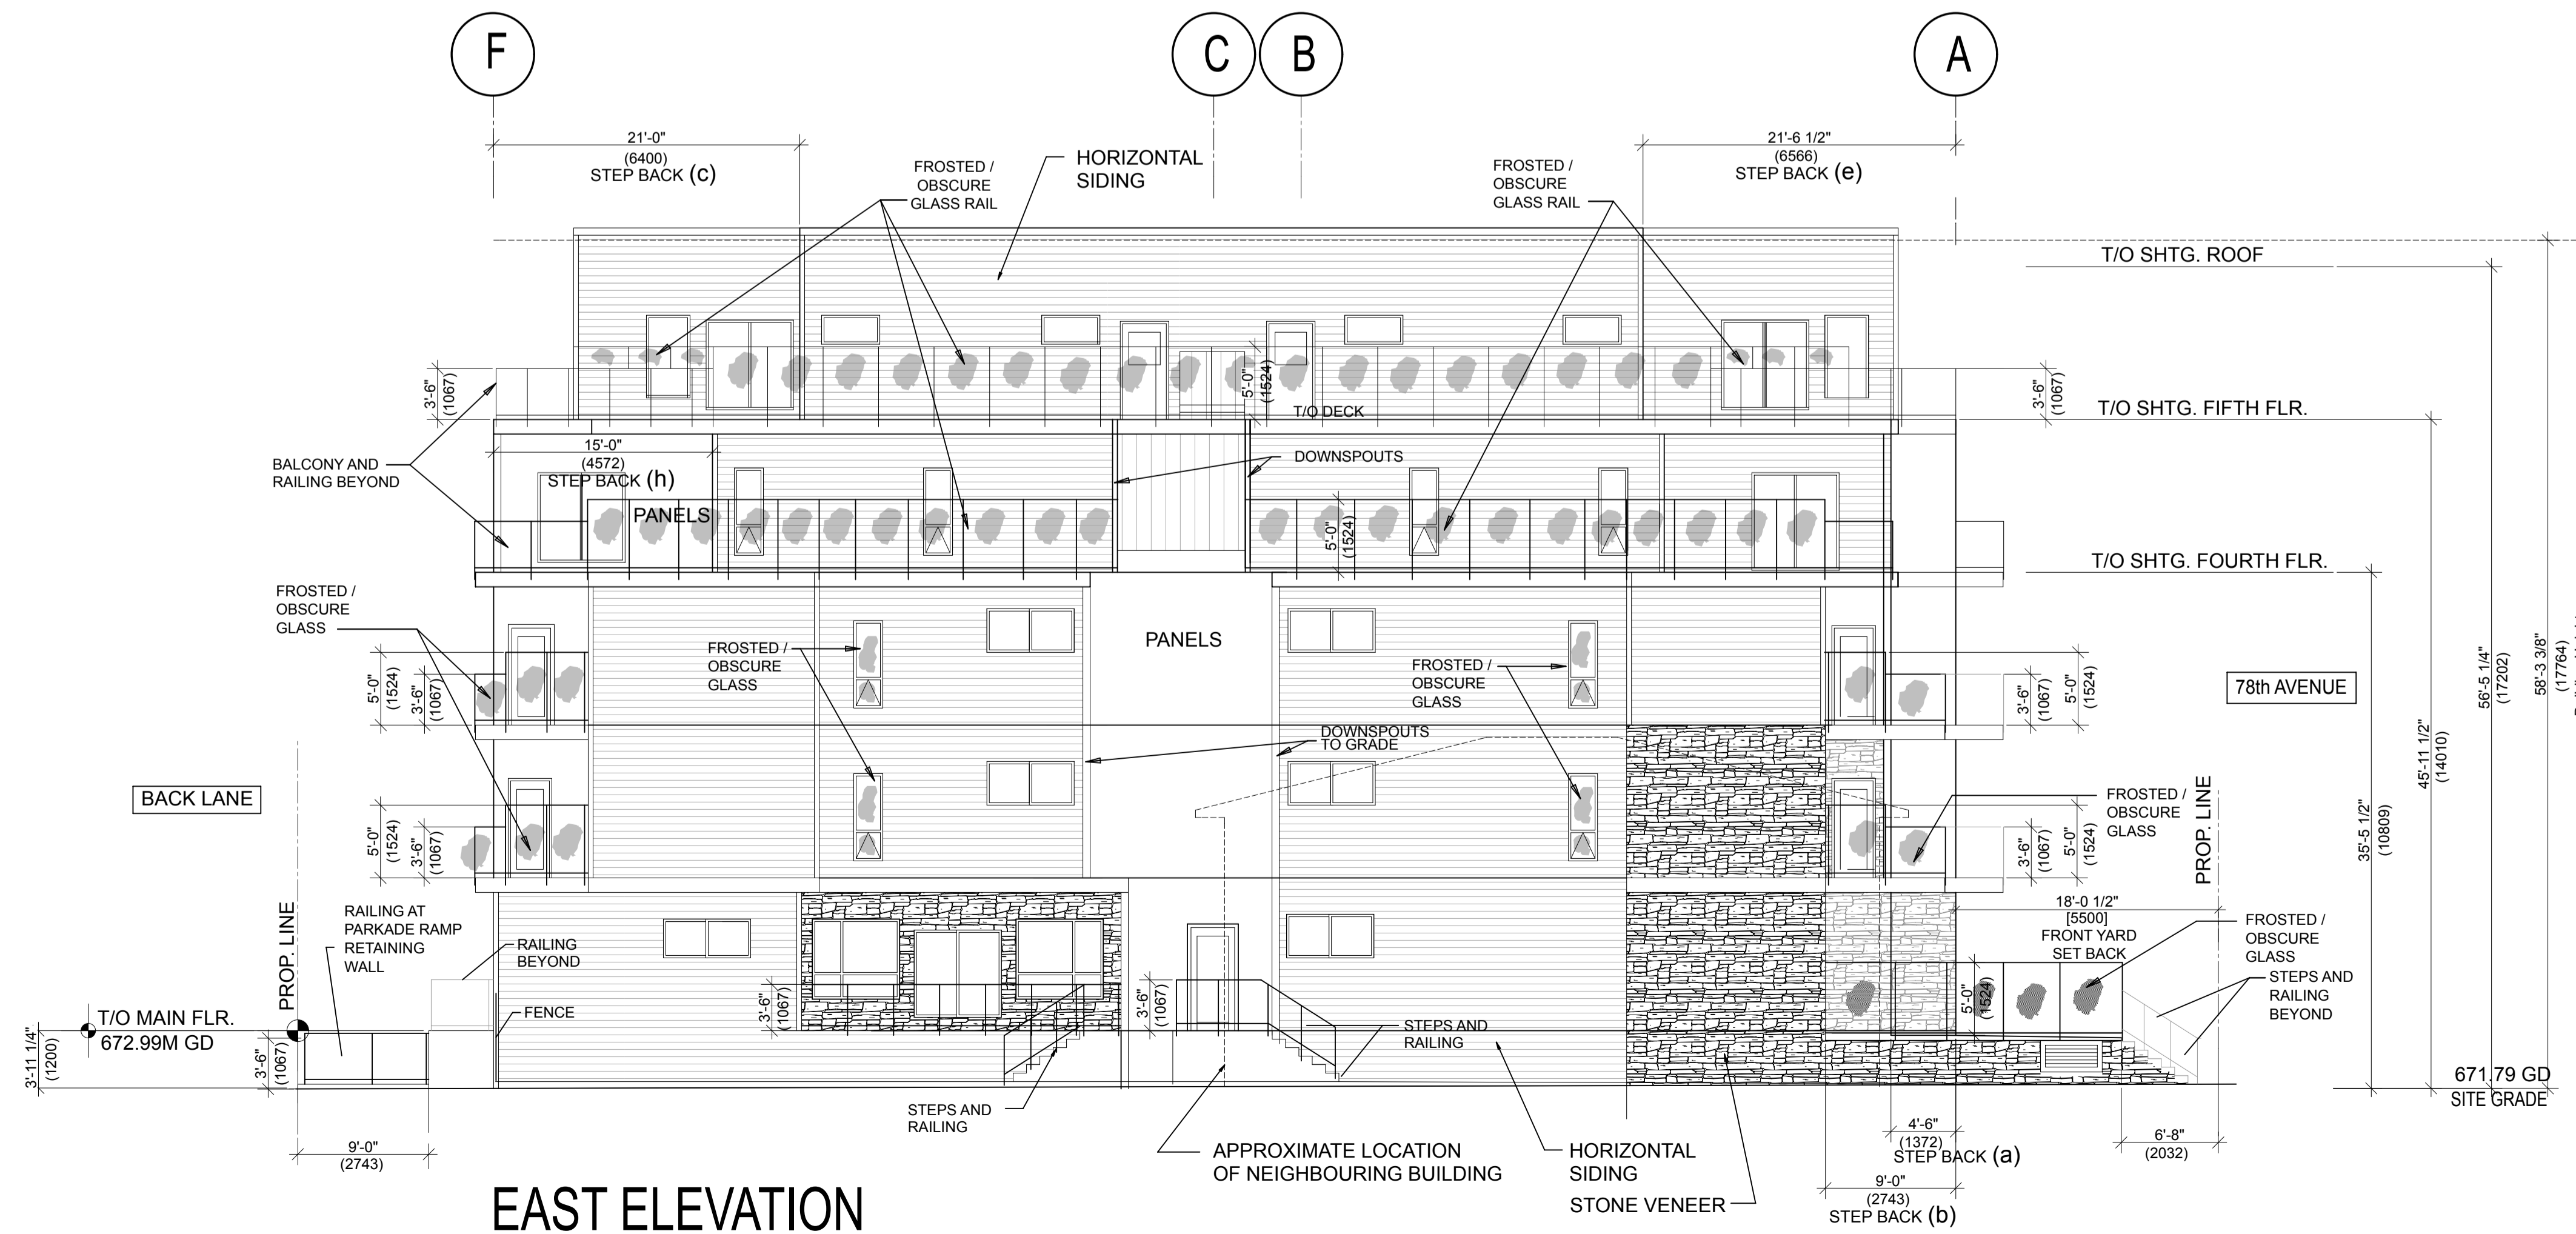 F
C
B
A
21'-0"
(6400)
STEP BACK (c)
FROSTED /
OBSCURE
GLASS RAIL
HORIZONTAL
SIDING
FROSTED /
OBSCURE
GLASS RAIL
21'-6 1/2"
(6566)
STEP BACK (e)
T/O SHTG. ROOF
3'-6"
(1067)
5'-0"
(1524)
T/O DECK
3'-6"
(1067)
T/O SHTG. FIFTH FLR.
BALCONY AND
RAILING BEYOND
15'-0"
(4572)
STEP BACK (h)
PANELS
DOWNSPOUTS
5'-0"
(1524)
T/O SHTG. FOURTH FLR.
FROSTED /
OBSCURE
GLASS
5'-0"
(1524)
3'-6"
(1067)
FROSTED /
OBSCURE
GLASS
PANELS
FROSTED /
OBSCURE
GLASS
3'-6"
(1067)
5'-0"
(1524)
78th AVENUE
56'-5 1/4"
(17202)
58'-3 3/8"
(17764)
45'-11 1/2"
(14010)
35'-5 1/2"
(10809)
DOWNSPOUTS
TO GRADE
BACK LANE
5'-0"
(1524)
3'-6"
(1067)
3'-6"
(1067)
5'-0"
(1524)
FROSTED /
OBSCURE
GLASS
PROP. LINE
PROP. LINE
RAILING AT
PARKADE RAMP
RETAINING
WALL
RAILING
BEYOND
FENCE
18'-0 1/2"
[5500]
FRONT YARD
SET BACK
FROSTED /
OBSCURE
GLASS
STEPS AND
RAILING
BEYOND
T/O MAIN FLR.
672.99M GD
3'-11 1/4"
(1200)
3'-6"
(1067)
3'-6"
(1067)
3'-6"
(1067)
5'-0"
(1524)
STEPS AND
RAILING
671.79 GD
SITE GRADE
STEPS AND
RAILING
9'-0"
(2743)
APPROXIMATE LOCATION
OF NEIGHBOURING BUILDING
HORIZONTAL
SIDING
STONE VENEER
4'-6"
(1372)
STEP BACK (a)
6'-8"
(2032)
9'-0"
(2743)
STEP BACK (b)
EAST ELEVATION